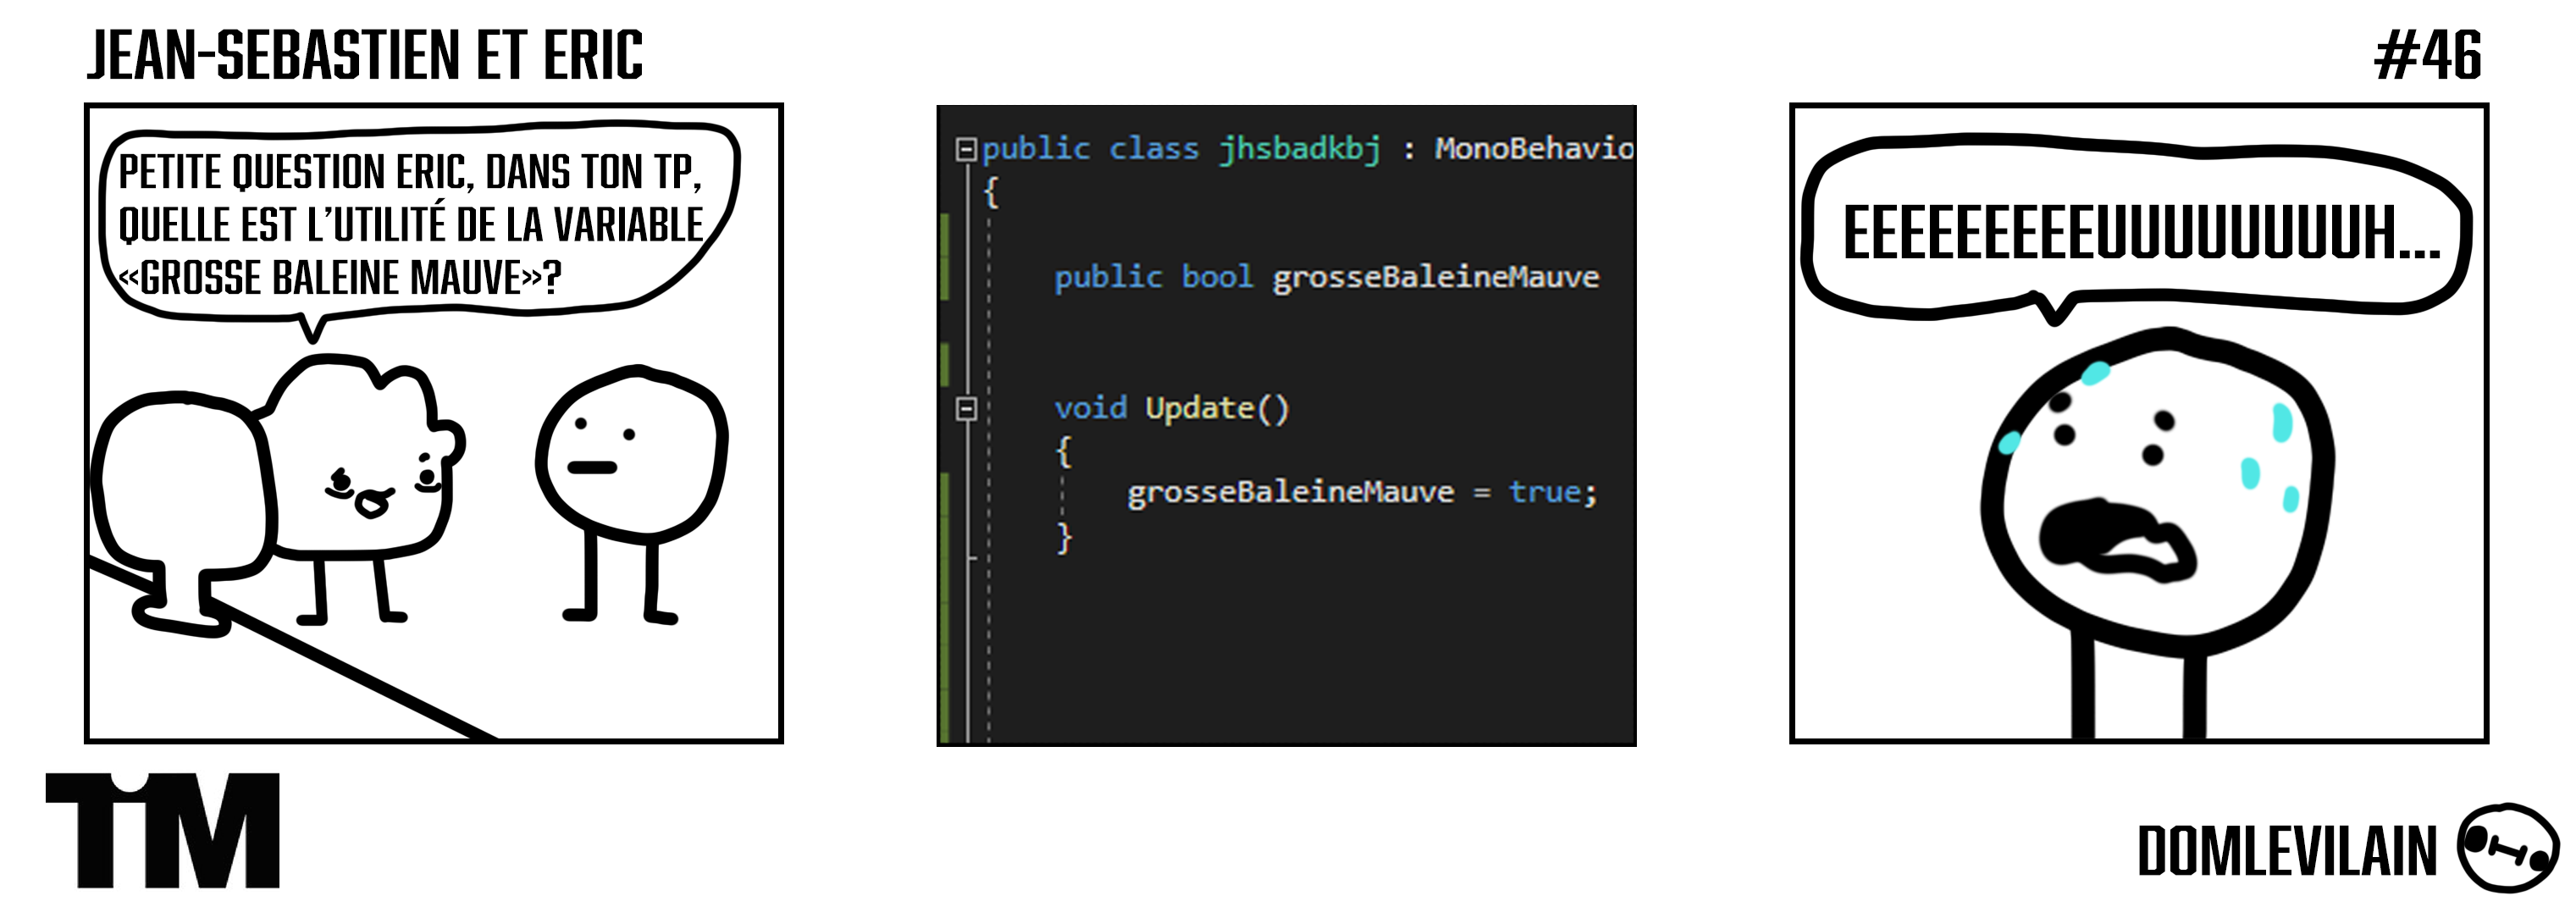 JEAN-SEBASTIEN ET ERIC
#46
PETITE QUESTION ERIC, DANS TON TP,
QUELLE EST L'UTILITÉ DE LA VARIABLE
«GROSSE BALEINE MAUVE»?
public class jhsbadkbj : MonoBehavio
{
public bool grosseBaleineMauve
void Update()
{
grosseBaleineMauve = true;
}
EEEEEEEEEUUUUUUUUH...
TIM
DOMLEVILAIN